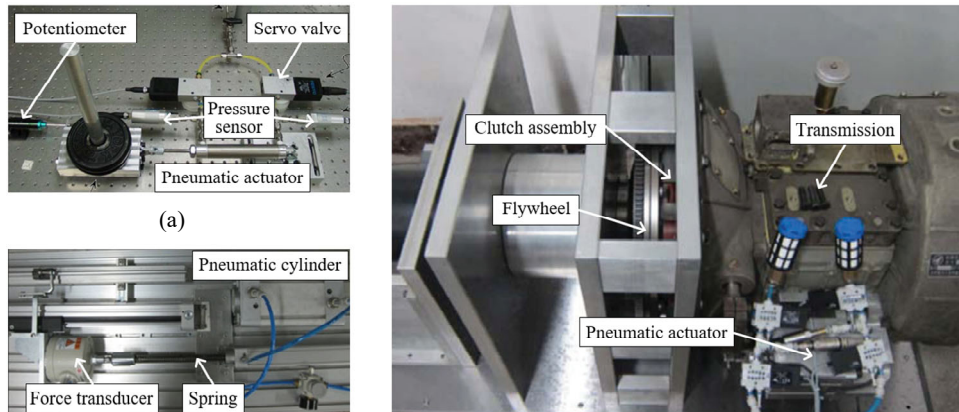 Potentiometer
Servo valve
Pressure
sensor
Pneumatic actuator
(a)
Pneumatic cylinder
Force transducer
Spring
Clutch assembly
Flywheel
Transmission
Pneumatic actuator